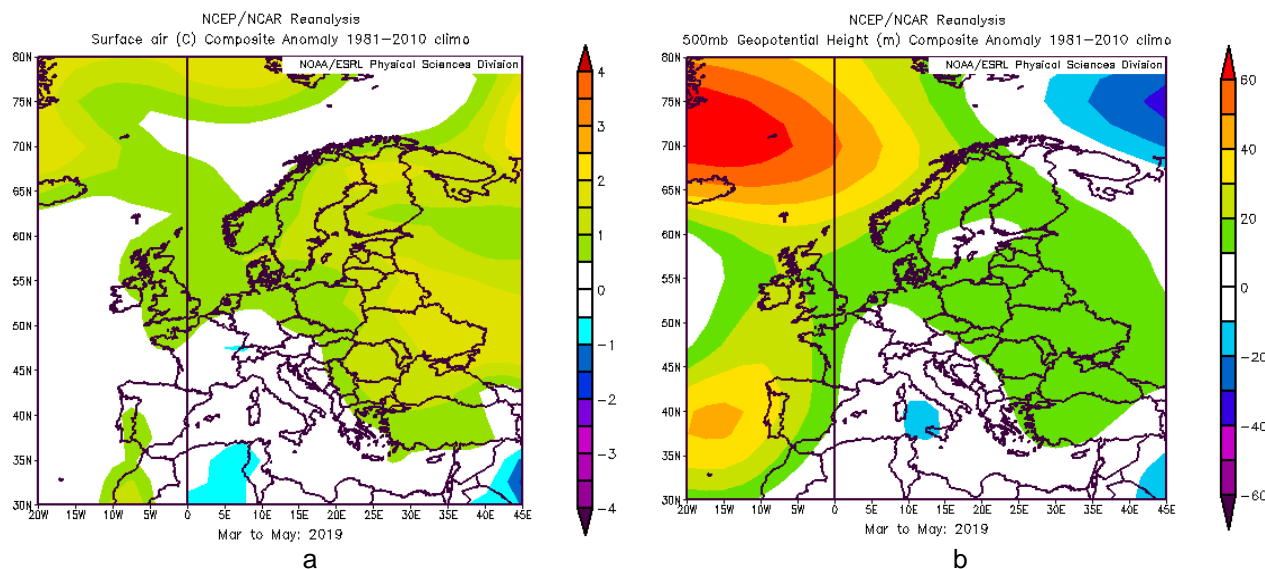 NCEP/NCAR Reanalysis
Surface air (C) Composite Anomaly 1981-2010 climo
NOAA/ESRL Physical Sciences Division
80N
75N
70N
65N
60N
55N
50N
45N
40N
35N
30N
20W 15W 10W 5W 0 5E 10E 15E 20E 25E 30E 35E 40E 45E
Mar to May: 2019
4
3
2
1
0
-1
-2
-3
-4
a
NCEP/NCAR Reanalysis
500mb Geopotential Height (m) Composite Anomaly 1981-2010 climo
NOAA/ESRL Physical Sciences Division
80N
75N
70N
65N
60N
55N
50N
45N
40N
35N
30N
20W 15W 10W 5W 0 5E 10E 15E 20E 25E 30E 35E 40E 45E
Mar to May: 2019
60
40
20
0
-20
-40
-60
b